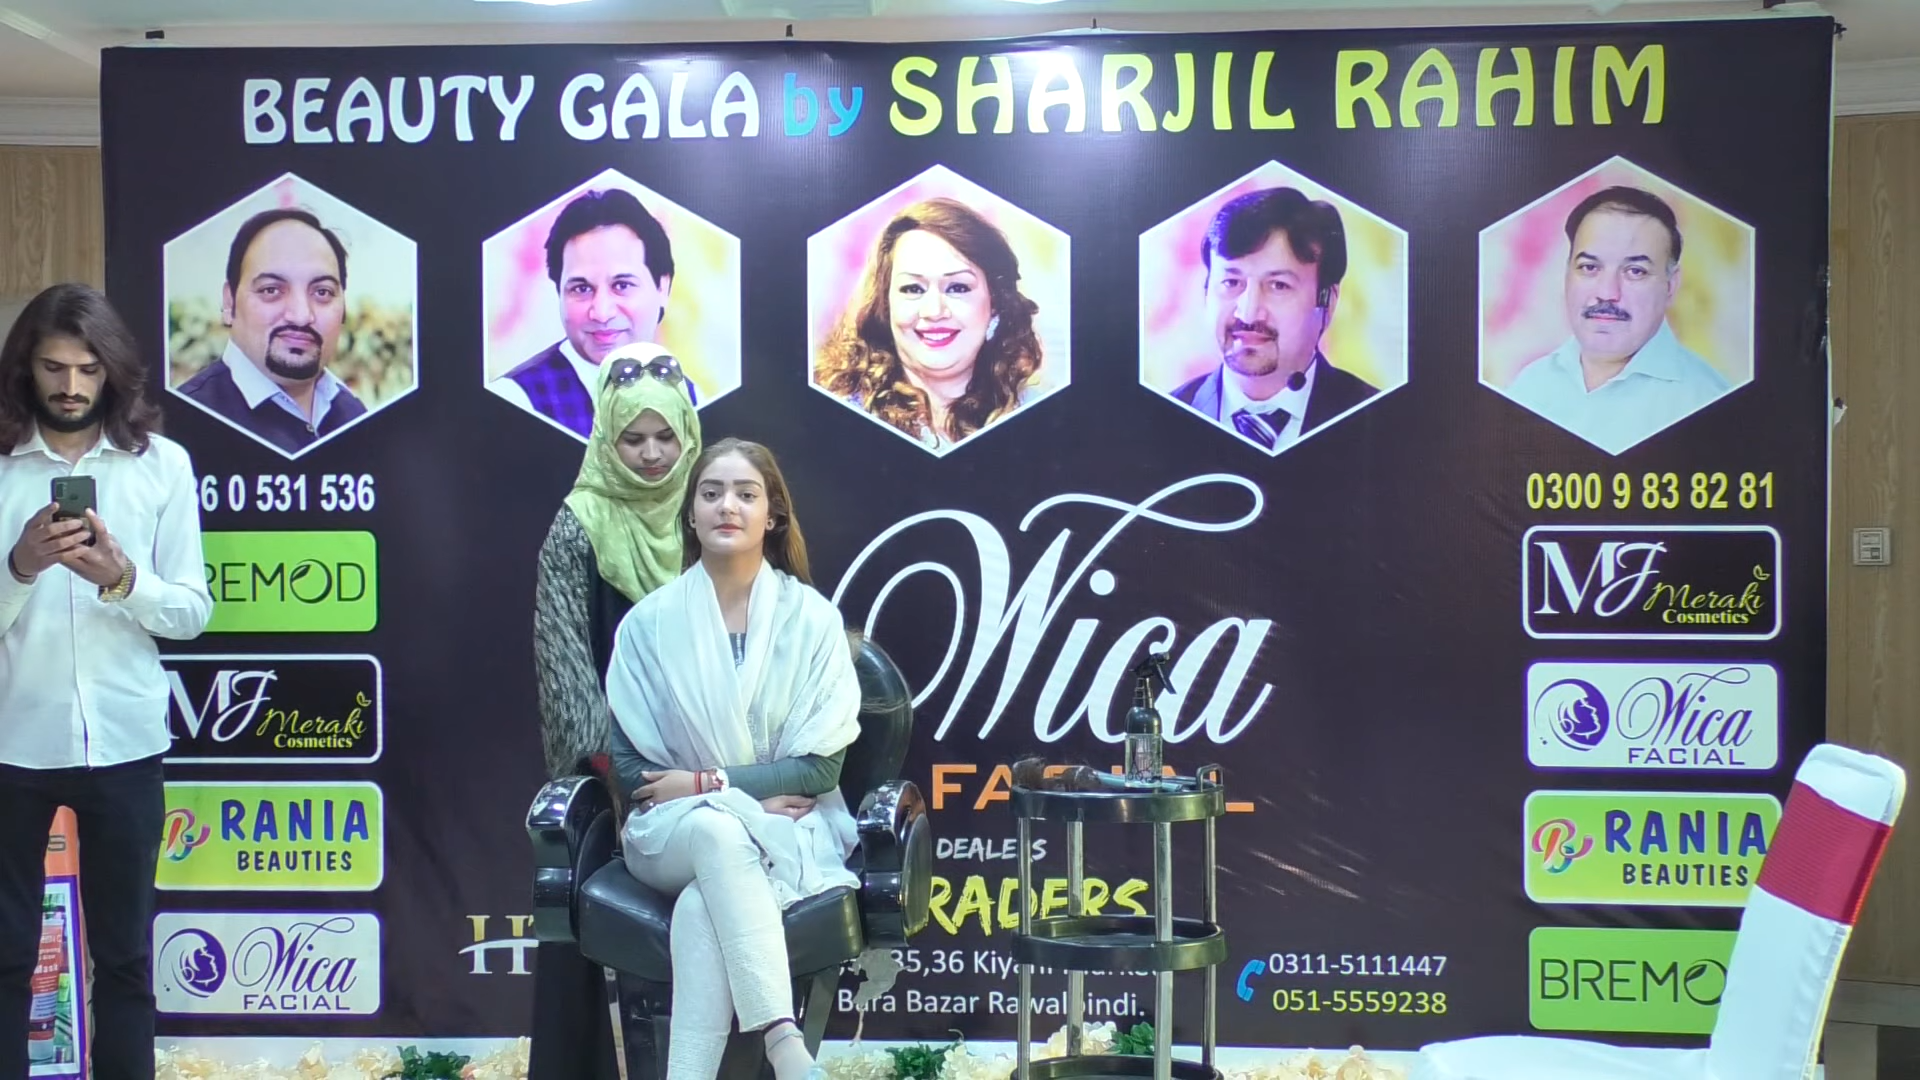 BEAUTY GALA by SHARJIL RAHIM
6 0 531 536
0300 9 83 82 81
REMOD
MJ Meraki
Cosmetics
RANIA
BEAUTIES
Wica
FACIAL
Wica
FACIAL
DEALERS
RADERS
35,36 Kiyani
Bara Bazar Rawalpindi.
0311-5111447
051-5559238
MJ Meraki
Cosmetics
Wica
FACIAL
RANIA
BEAUTIES
BREMO